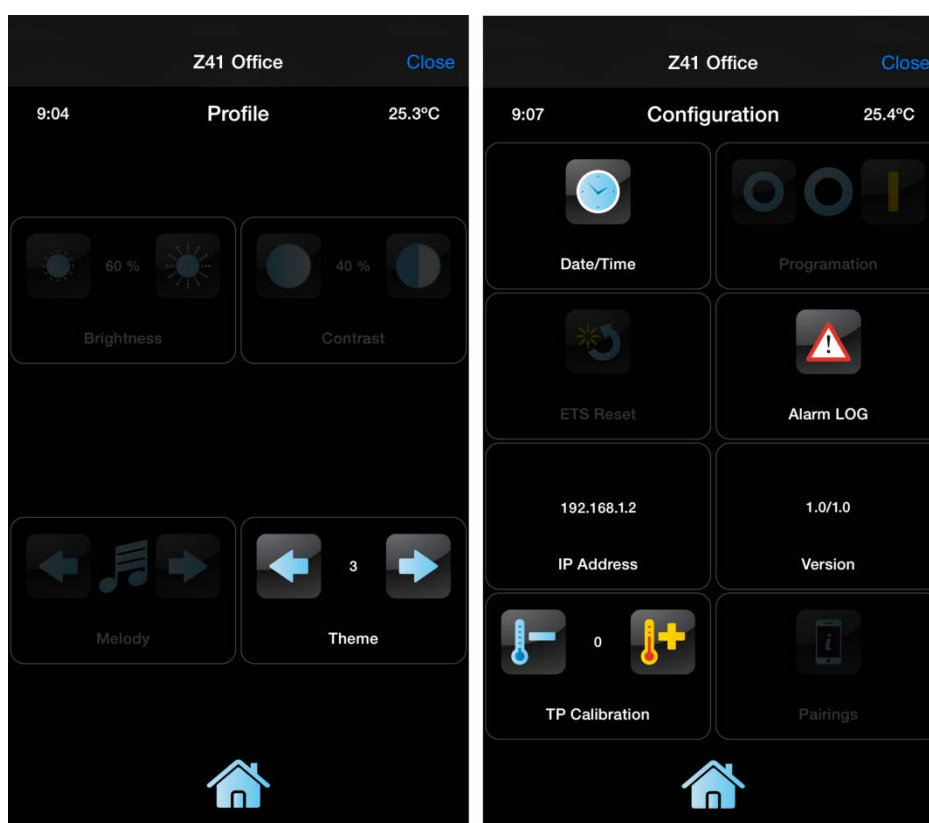 Z41 Office
Close
9:04
Profile
25.3ºC
60 %
40 %
Brightness
Contrast
3
Melody
Theme
Z41 Office
Close
9:07
Configuration
25.4ºC
Date/Time
Programation
ETS Reset
Alarm LOG
192.168.1.2
1.0/1.0
IP Address
Version
0
TP Calibration
Pairings